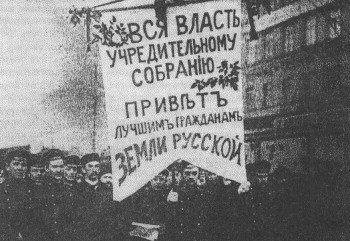 ВСЯ ВЛАСТЬ
УЧРЕДИТЕЛЬНОМУ
СОБРАНІЮ
ПРИВѢТЪ
ЛУЧШИМЪ ГРАЖДАНАМЪ
ЗЕМЛИ РУССКОЙ